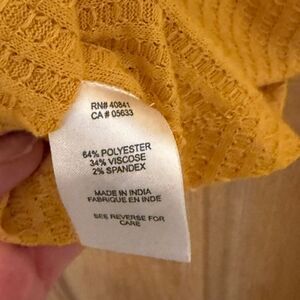 RN# 40841
CA # 05633
64% POLYESTER
34% VISCOSE
2% SPANDEX
MADE IN INDIA
FABRIQUE EN INDE
SEE REVERSE FOR
CARE